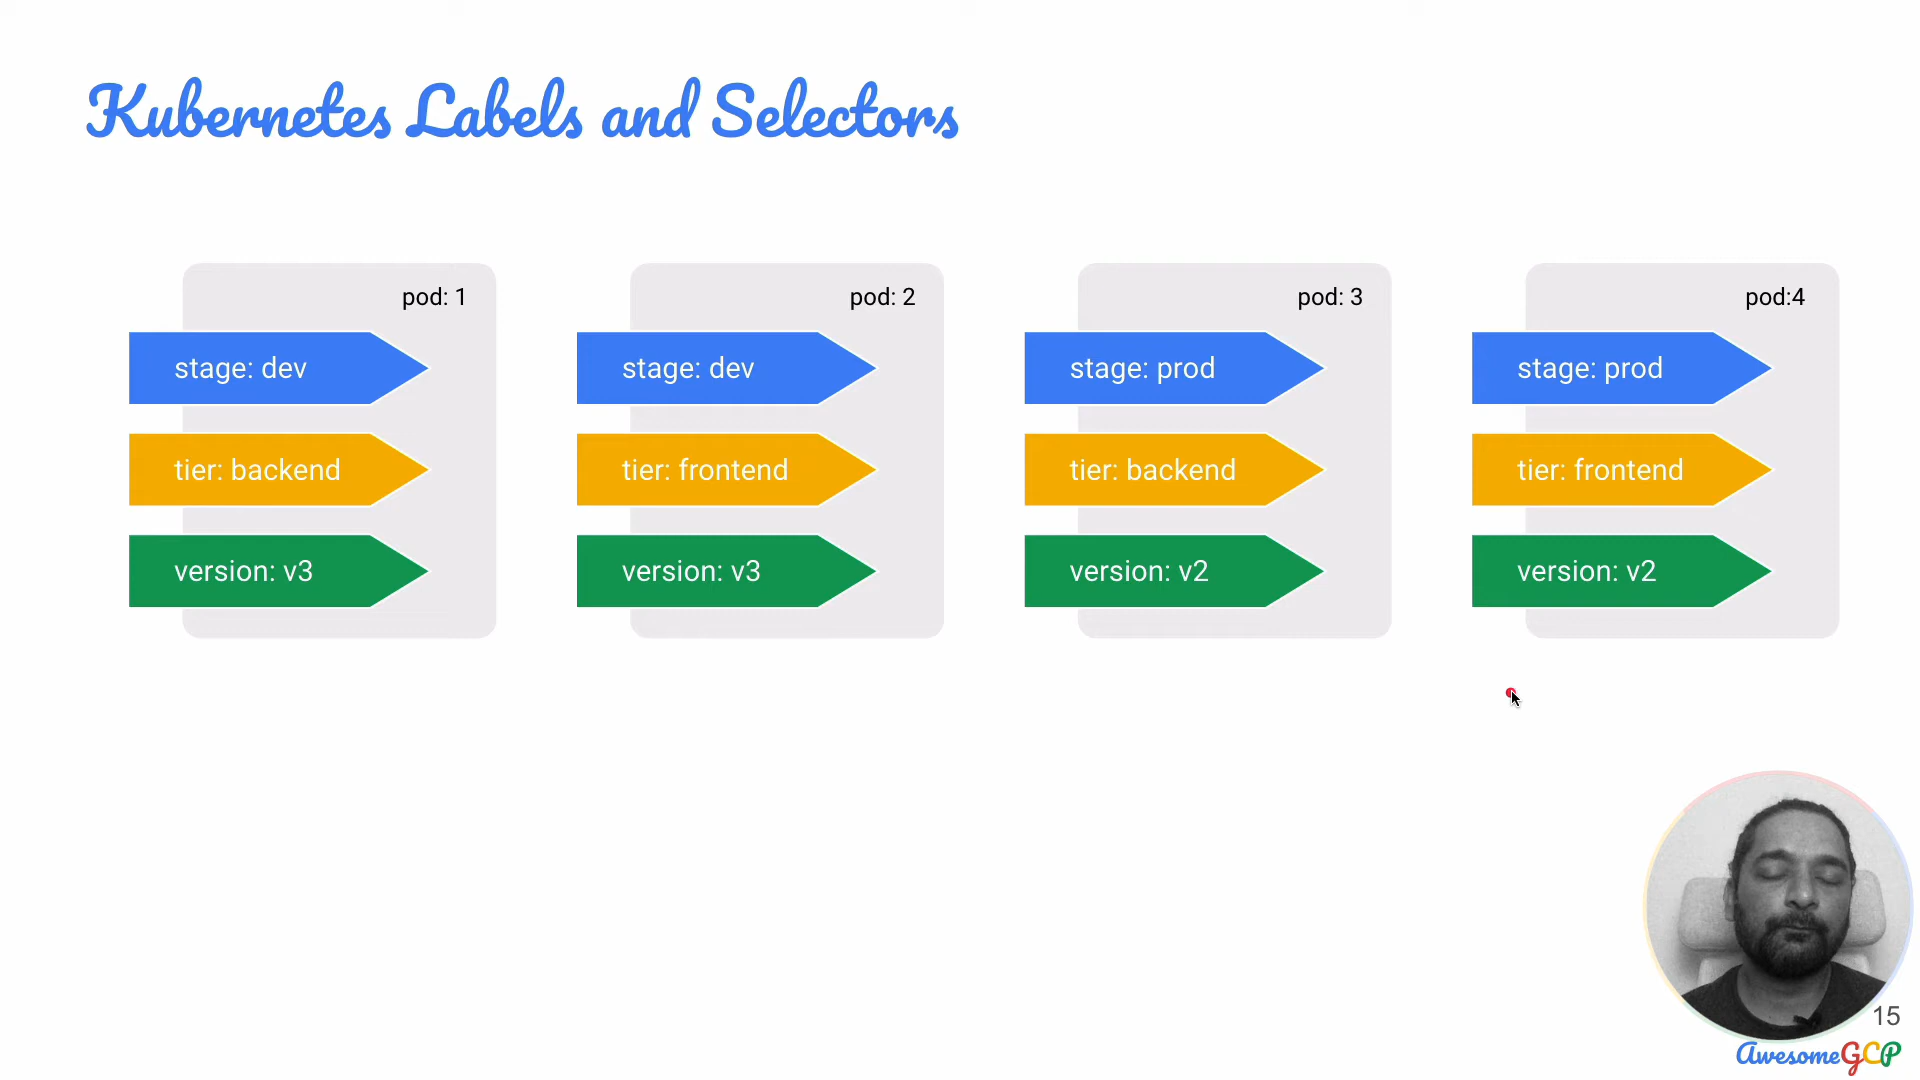 Kubernetes Labels and Selectors
pod: 1
stage: dev
tier: backend
version: v3
pod: 2
stage: dev
tier: frontend
version: v3
pod: 3
stage: prod
tier: backend
version: v2
pod:4
stage: prod
tier: frontend
version: v2
15
AwesomeGCP